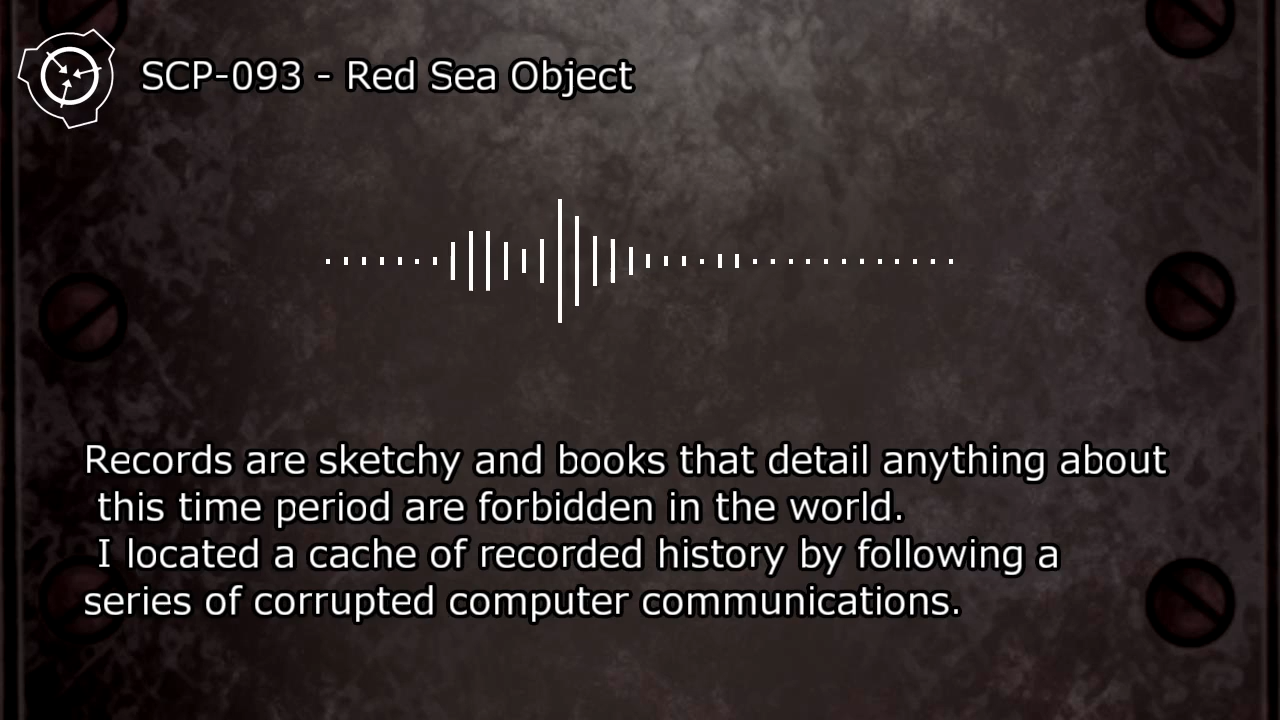 SCP-093 - Red Sea Object
Records are sketchy and books that detail anything about
this time period are forbidden in the world.
I located a cache of recorded history by following a
series of corrupted computer communications.